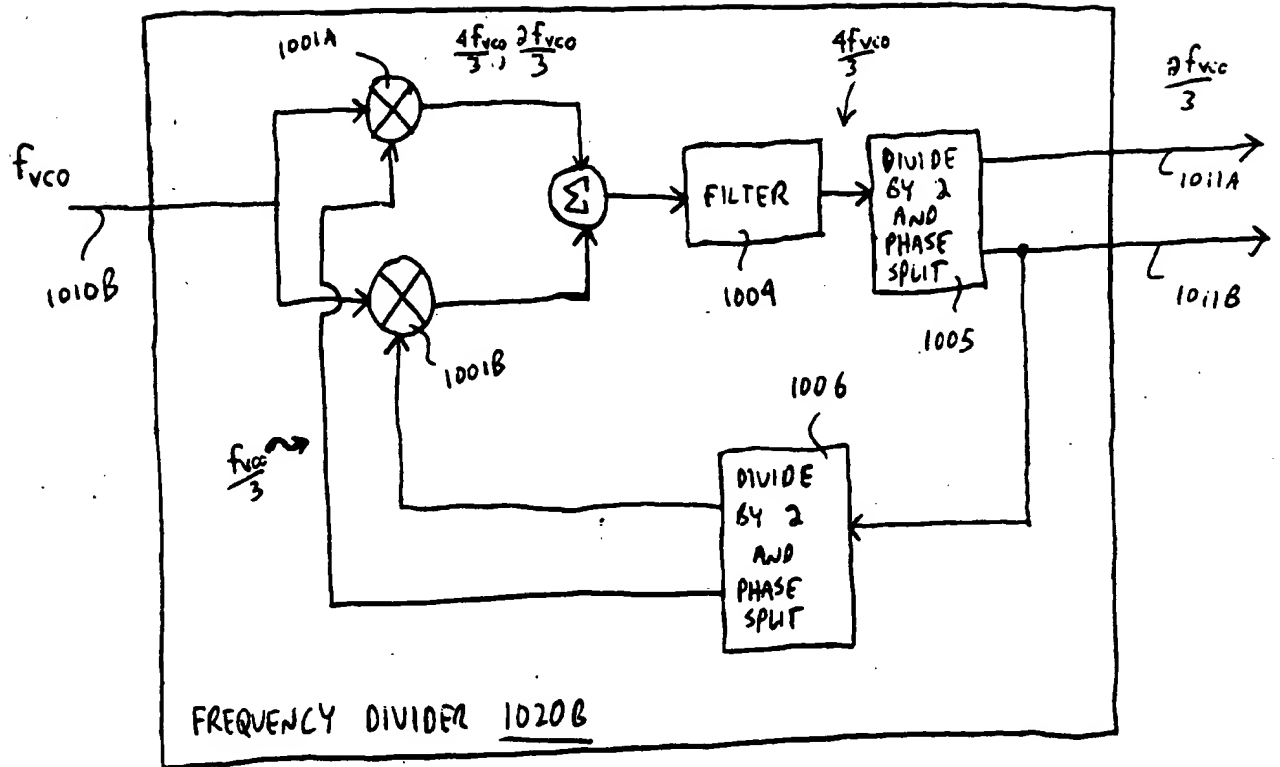 1001A
4fvco/3, 2fvco/3
4fvco/3
2fvco/3
fvco
1010B
Σ
FILTER
1004
DIVIDE
BY 2
AND
PHASE
SPLIT
1005
1011A
1011B
1001B
fvco/3
1006
DIVIDE
BY 2
AND
PHASE
SPLIT
FREQUENCY DIVIDER 1020B